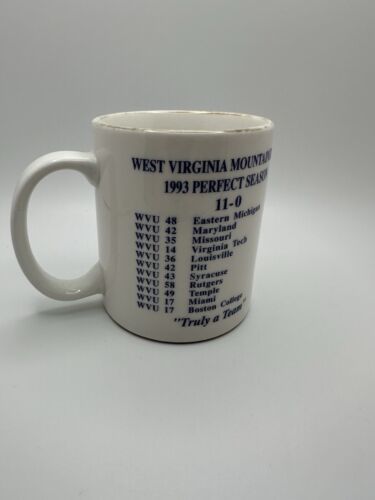 WEST VIRGINIA MOUNTAINE
1993 PERFECT SEASON
11-0
WVU 48 Eastern Michigan
WVU 42 Maryland
WVU 35 Missouri
WVU 14 Virginia Tech
WVU 36 Louisville
WVU 42 Pitt
WVU 43 Syracuse
WVU 58 Rutgers
WVU 49 Temple
WVU 17 Miami
WVU 17 Boston College
"Truly a Team"